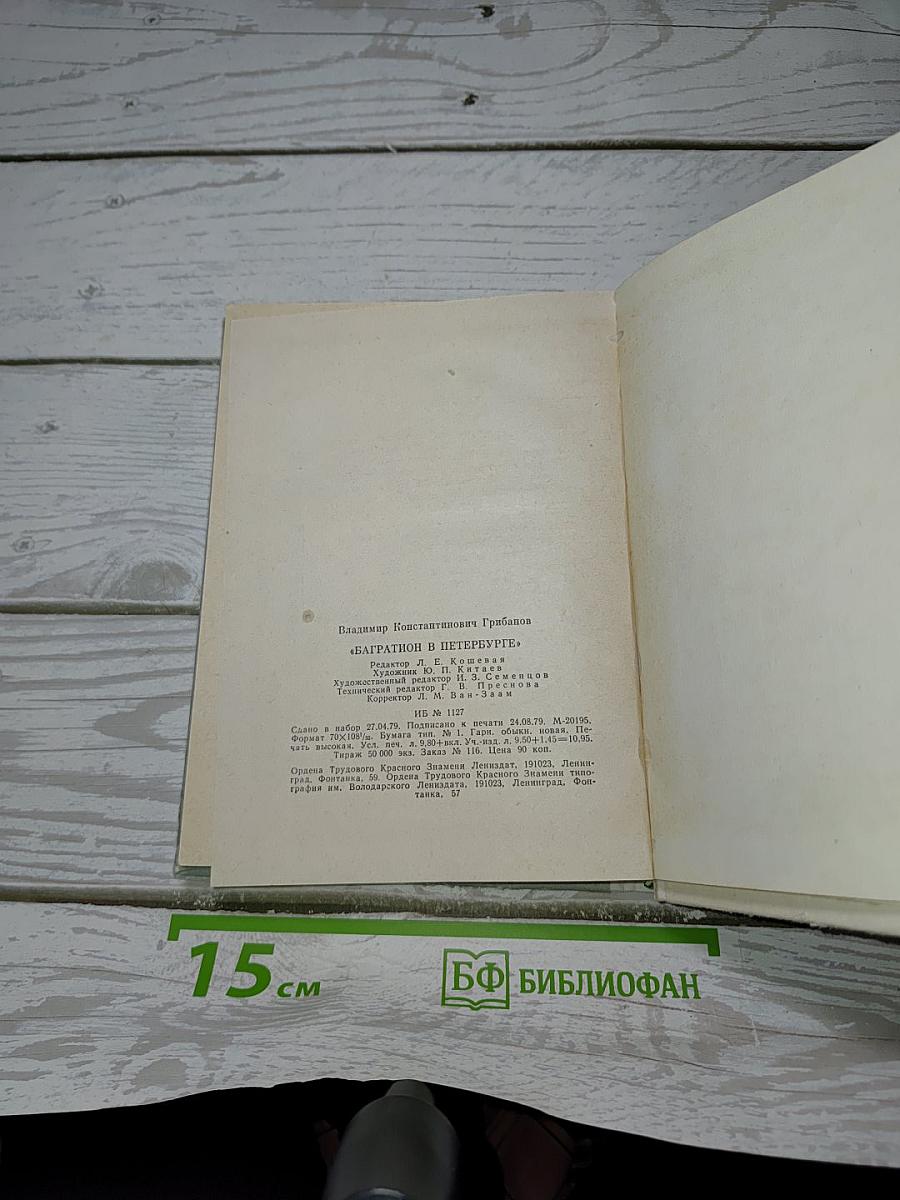 Владимир Константинович Грибанов
«БАГРАТИОН В ПЕТЕРБУРГЕ»
Редактор Л. Е. Кошевая
Художник Ю. П. Китаев
Художественный редактор И. З. Семенцов
Технический редактор Г. В. Преснова
Корректор Л. М. Ван-Заам
ИБ № 1127
Сдано в набор 27.04.79. Подписано к печати 24.08.79. М-20195.
Формат 70×108¹/₃₂. Бумага тип. № 1. Гарн. обыкн. новая. Пе-
чать высокая. Усл. печ. л. 9,80+вкл. Уч.-изд. л. 9,50+1,45=10,95.
Тираж 50 000 экз. Заказ № 116. Цена 90 коп.
Ордена Трудового Красного Знамени Лениздат, 191023, Ленин-
град, Фонтанка, 59. Ордена Трудового Красного Знамени типо-
графия им. Володарского Лениздата, 191023, Ленинград, Фон-
танка, 57
15 см
БФ БИБЛИОФАН